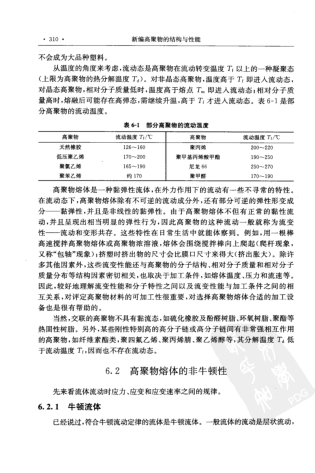 · 310 · 新编高聚物的结构与性能
不会成为大品种塑料。
从温度的角度来考虑，流动态是高聚物在流动转变温度 Tf 以上的一种凝聚态
(上限为高聚物的热分解温度 Td)。对非晶态高聚物，温度高于 Tf 即进入流动态，
对晶态高聚物，相对分子质量低时，温度高于熔点 Tm 即进入流动态；相对分子质
量高时，熔融后可能存在高弹态，需继续升温，高于 Tf 才进入流动态。表 6-1 是部
分高聚物的流动温度。
表 6-1 部分高聚物的流动温度
高聚物 流动温度 Tf/℃ 高聚物 流动温度 Tf/℃
天然橡胶 126～160 聚丙烯 200～220
低压聚乙烯 170～200 聚甲基丙烯酸甲酯 190～250
聚氯乙烯 165～190 尼龙 66 250～270
聚苯乙烯 约 170 聚甲醛 170～190
高聚物熔体是一种黏弹性流体，在外力作用下的流动有一些不寻常的特性。
在流动态下，高聚物熔体除有不可逆的流动成分外，还有部分可逆的弹形变成
分——黏弹性，并且是非线性的黏弹性。由于高聚物熔体不但有正常的黏性流
动，并且呈现出相当明显的弹性行为，因此高聚物的这种流动一般就称为流变
性——流动和变形共存。这些特性在日常生活中就能体察到。例如，用一根棒
高速搅拌高聚物熔体或高聚物浓溶液，熔体会围绕搅拌棒向上爬起(爬杆现象，
又称“包轴”现象)；挤塑时挤出物的尺寸会比膜口尺寸来得大(挤出胀大)。除许
多其他因素外，这些流变性能还与高聚物的分子结构、相对分子质量和相对分子
质量分布等结构因素密切相关，也取决于加工条件，如熔体温度、压力和流速等。
因此，较好地理解流变性能和分子特性之间以及流变性能与加工条件之间的相
互关系，对评定高聚物材料的可加工性很重要，对选择高聚物熔体合适的加工设
备也是很有帮助的。
当然，交联的高聚物不具有黏流态，如硫化橡胶及酚醛树脂、环氧树脂、聚酯等
热固性树脂。另外，某些刚性特别高的高分子链或高分子链间有非常强相互作用
的高聚物，如纤维素酯类、聚四氟乙烯、聚丙烯腈、聚乙烯醇等，其分解温度 Td 低
于流动温度 Tf，因而也不存在流动态。
6.2 高聚物熔体的非牛顿性
先来看流体流动时应力、应变和应变速率之间的规律。
6.2.1 牛顿流体
已经说过，符合牛顿流动定律的流体是牛顿流体。一般流体的流动是层状流动，